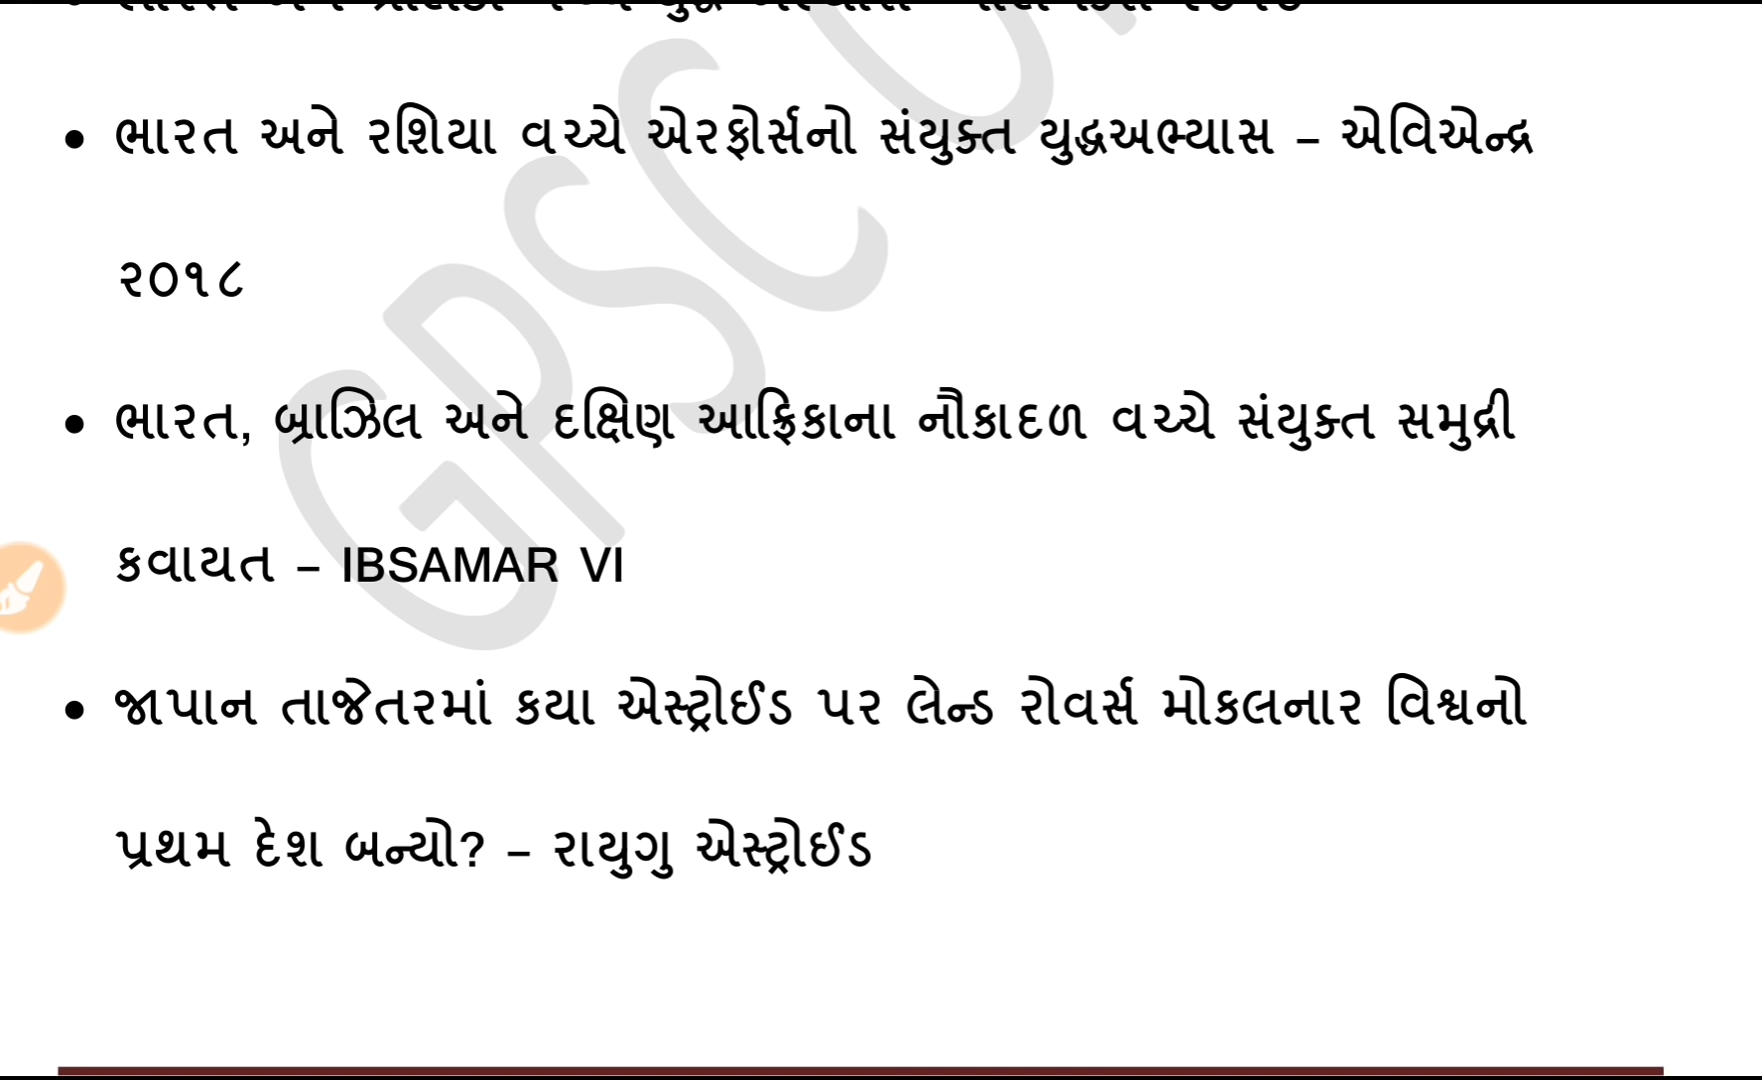 • ભારત અને રશિયા વચ્ચે એરફોર્સનો સંયુક્ત યુદ્ધઅભ્યાસ – એવિએન્દ્ર
૨૦૧૮
• ભારત, બ્રાઝિલ અને દક્ષિણ આફ્રિકાના નૌકાદળ વચ્ચે સંયુક્ત સમુદ્રી
કવાયત – IBSAMAR VI
• જાપાન તાજેતરમાં કયા એસ્ટ્રોઈડ પર લેન્ડ રોવર્સ મોકલનાર વિશ્વનો
પ્રથમ દેશ બન્યો? – રાયુગુ એસ્ટ્રોઈડ
GPSC